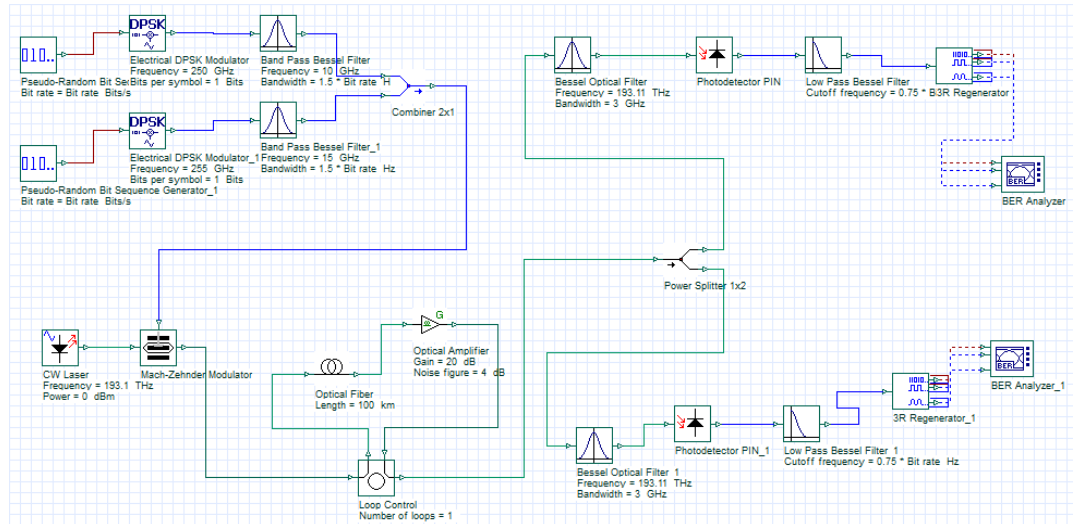 DPSK
Electrical DPSK Modulator
Frequency = 250 GHz
Bits per symbol = 1 Bits
Band Pass Bessel Filter
Frequency = 10 GHz
Bandwidth = 1.5 * Bit rate H
010..
Pseudo-Random Bit Se
Bit rate = Bit rate Bits/s
Combiner 2x1
DPSK
Electrical DPSK Modulator_1
Frequency = 255 GHz
Bits per symbol = 1 Bits
Band Pass Bessel Filter_1
Frequency = 15 GHz
Bandwidth = 1.5 * Bit rate Hz
010..
Pseudo-Random Bit Sequence Generator_1
Bit rate = Bit rate Bits/s
Bessel Optical Filter
Frequency = 193.11 THz
Bandwidth = 3 GHz
Photodetector PIN
Low Pass Bessel Filter
Cutoff frequency = 0.75 * B
3R Regenerator
BER
BER Analyzer
Power Splitter 1x2
CW Laser
Frequency = 193.1 THz
Power = 0 dBm
Mach-Zehnder Modulator
G
Optical Amplifier
Gain = 20 dB
Noise figure = 4 dB
Optical Fiber
Length = 100 km
Loop Control
Number of loops = 1
Bessel Optical Filter 1
Frequency = 193.11 THz
Bandwidth = 3 GHz
Photodetector PIN_1
Low Pass Bessel Filter 1
Cutoff frequency = 0.75 * Bit rate Hz
3R Regenerator_1
BER
BER Analyzer_1